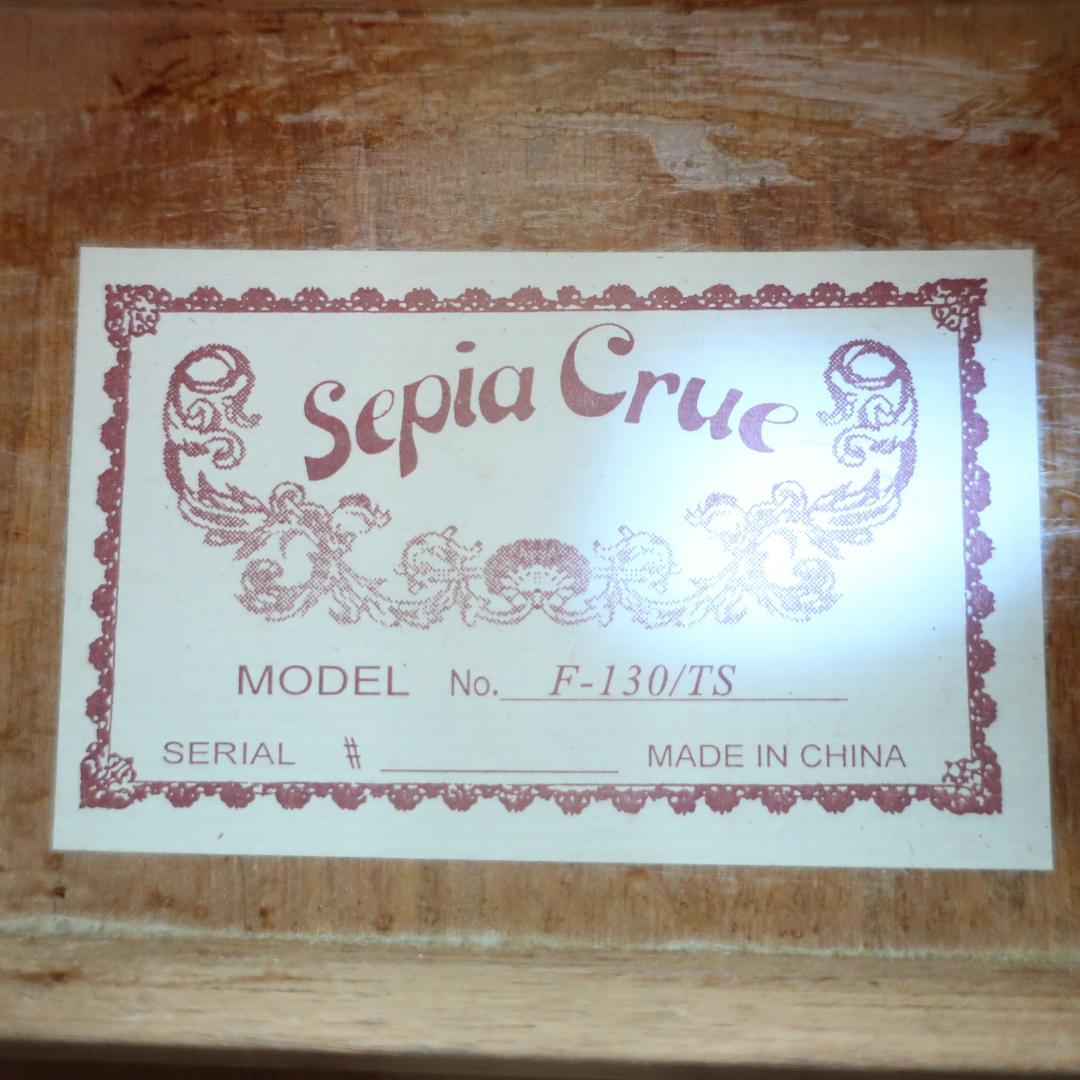 Sepia Crue
MODEL No. F-130/TS
SERIAL # MADE IN CHINA